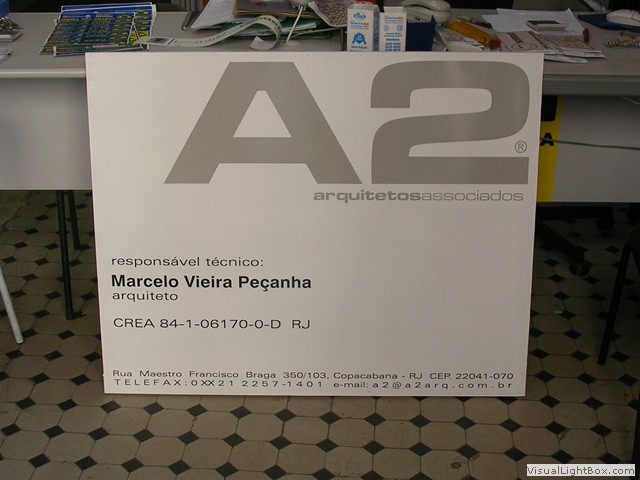 A2®
arquitetosassociados
responsável técnico:
Marcelo Vieira Peçanha
arquiteto
CREA 84-1-06170-0-D RJ
Rua Maestro Francisco Braga 350/103, Copacabana - RJ CEP. 22041-070
TELEFAX: 0XX21 2257-1401 e-mail: a2@a2arq.com.br
VisualLightBox.com